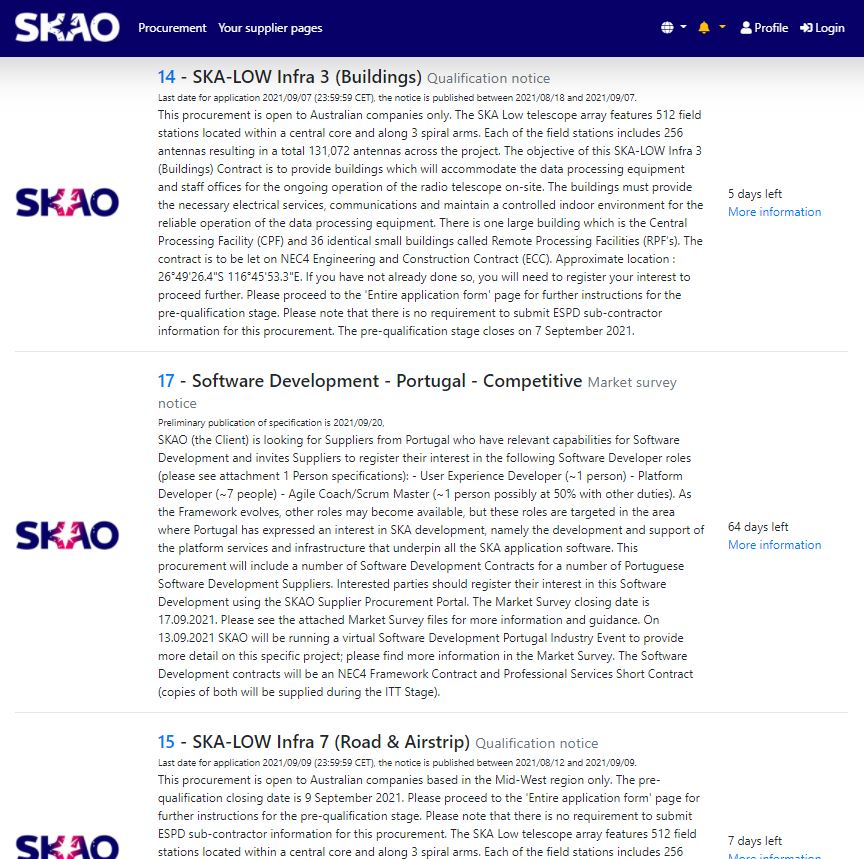 SKAO Procurement Your supplier pages Profile Login
14 - SKA-LOW Infra 3 (Buildings) Qualification notice
Last date for application 2021/09/07 (23:59:59 CET), the notice is published between 2021/08/18 and 2021/09/07.
This procurement is open to Australian companies only. The SKA Low telescope array features 512 field
stations located within a central core and along 3 spiral arms. Each of the field stations includes 256
antennas resulting in a total 131,072 antennas across the project. The objective of this SKA-LOW Infra 3
(Buildings) Contract is to provide buildings which will accommodate the data processing equipment
and staff offices for the ongoing operation of the radio telescope on-site. The buildings must provide
the necessary electrical services, communications and maintain a controlled indoor environment for the
reliable operation of the data processing equipment. There is one large building which is the Central
Processing Facility (CPF) and 36 identical small buildings called Remote Processing Facilities (RPF's). The
contract is to be let on NEC4 Engineering and Construction Contract (ECC). Approximate location :
26°49'26.4"S 116°45'53.3"E. If you have not already done so, you will need to register your interest to
proceed further. Please proceed to the 'Entire application form' page for further instructions for the
pre-qualification stage. Please note that there is no requirement to submit ESPD sub-contractor
information for this procurement. The pre-qualification stage closes on 7 September 2021.
SKAO
5 days left
More information
17 - Software Development - Portugal - Competitive Market survey
notice
Preliminary publication of specification is 2021/09/20,
SKAO (the Client) is looking for Suppliers from Portugal who have relevant capabilities for Software
Development and invites Suppliers to register their interest in the following Software Developer roles
(please see attachment 1 Person specifications): - User Experience Developer (~1 person) - Platform
Developer (~7 people) - Agile Coach/Scrum Master (~1 person possibly at 50% with other duties). As
the Framework evolves, other roles may become available, but these roles are targeted in the area
where Portugal has expressed an interest in SKA development, namely the development and support of
the platform services and infrastructure that underpin all the SKA application software. This
procurement will include a number of Software Development Contracts for a number of Portuguese
Software Development Suppliers. Interested parties should register their interest in this Software
Development using the SKAO Supplier Procurement Portal. The Market Survey closing date is
17.09.2021. Please see the attached Market Survey files for more information and guidance. On
13.09.2021 SKAO will be running a virtual Software Development Portugal Industry Event to provide
more detail on this specific project; please find more information in the Market Survey. The Software
Development contracts will be an NEC4 Framework Contract and Professional Services Short Contract
(copies of both will be supplied during the ITT Stage).
SKAO
64 days left
More information
15 - SKA-LOW Infra 7 (Road & Airstrip) Qualification notice
Last date for application 2021/09/09 (23:59:59 CET), the notice is published between 2021/08/12 and 2021/09/09.
This procurement is open to Australian companies based in the Mid-West region only. The pre-
qualification closing date is 9 September 2021. Please proceed to the 'Entire application form' page for
further instructions for the pre-qualification stage. Please note that there is no requirement to submit
ESPD sub-contractor information for this procurement. The SKA Low telescope array features 512 field
stations located within a central core and along 3 spiral arms. Each of the field stations includes 256
SKAO
7 days left
More information